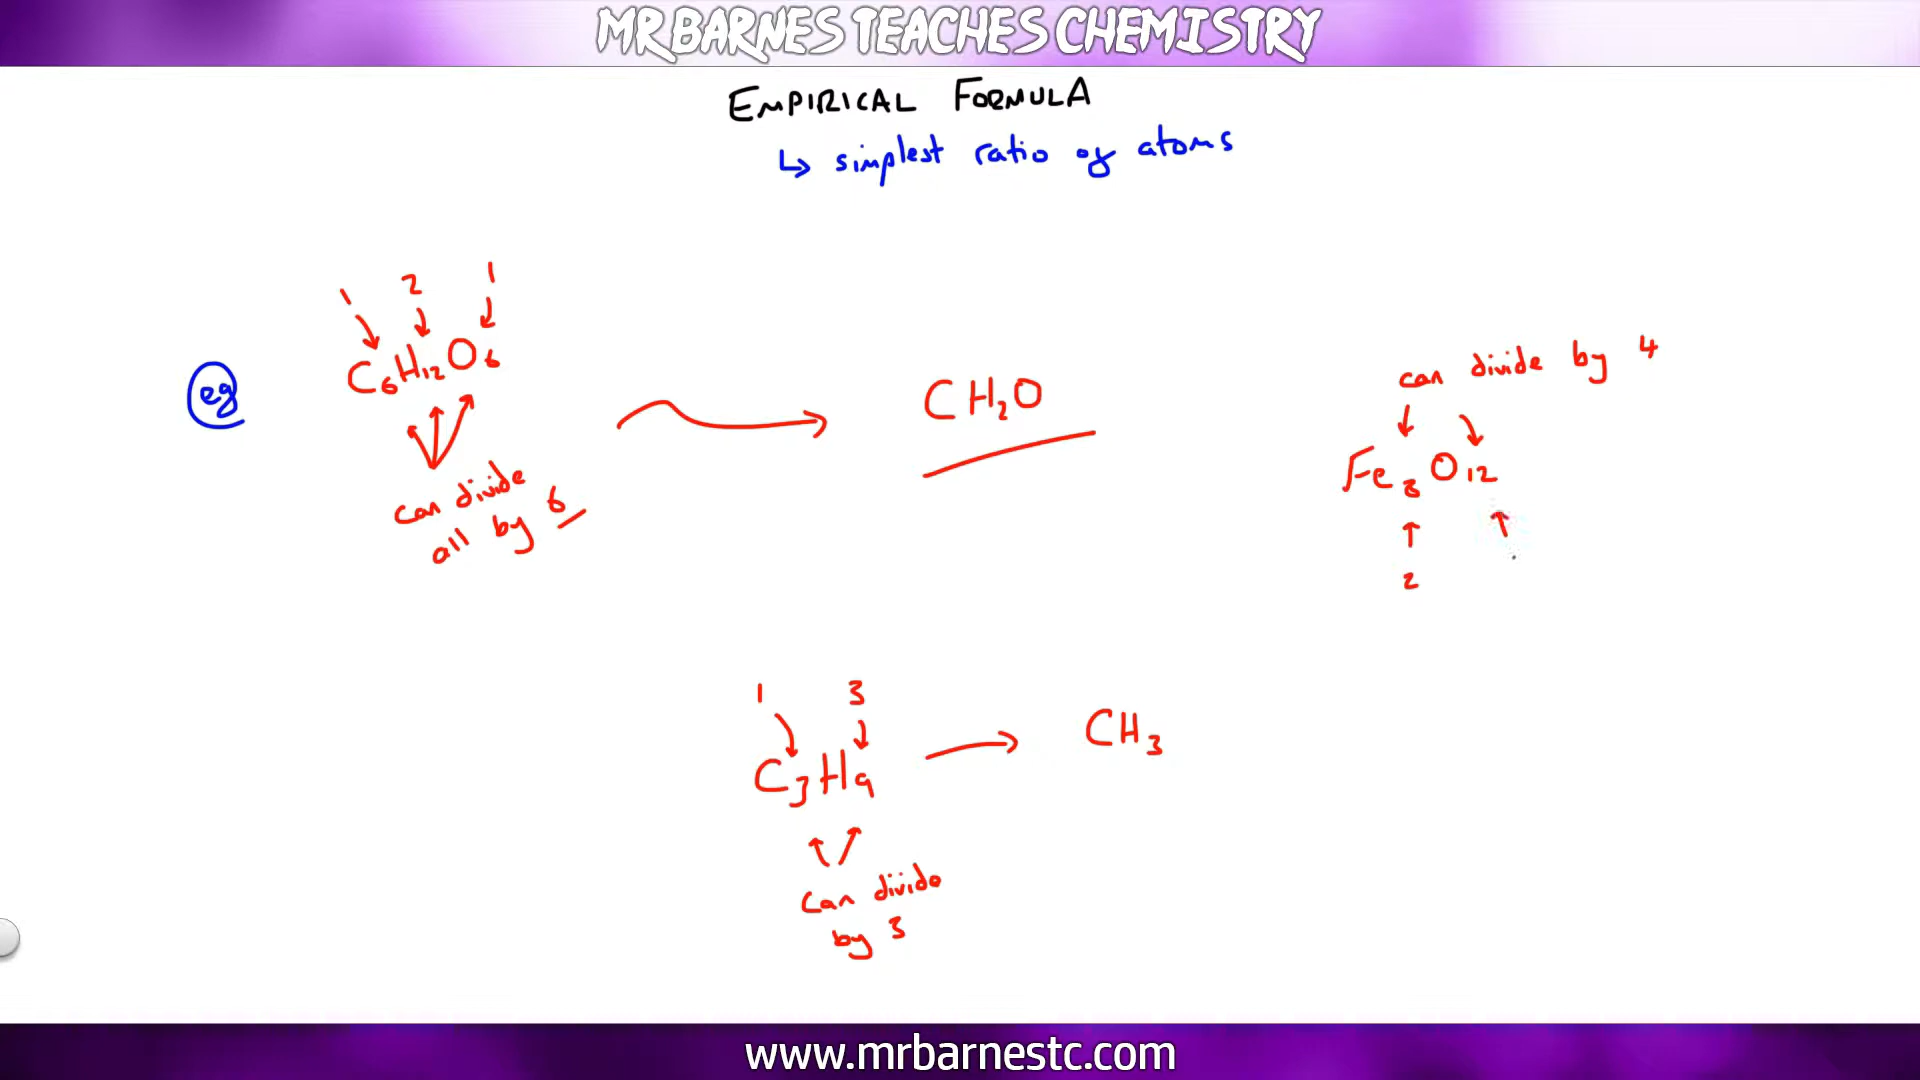 MR BARNES TEACHES CHEMISTRY
EMPIRICAL FORMULA
↳ simplest ratio of atoms
1 2 1
eg
C₆H₁₂O₆
can divide
all by 6
CH₂O
can divide by 4
Fe₈O₁₂
2
1 3
C₃H₉
CH₃
can divide
by 3
www.mrbarnestc.com